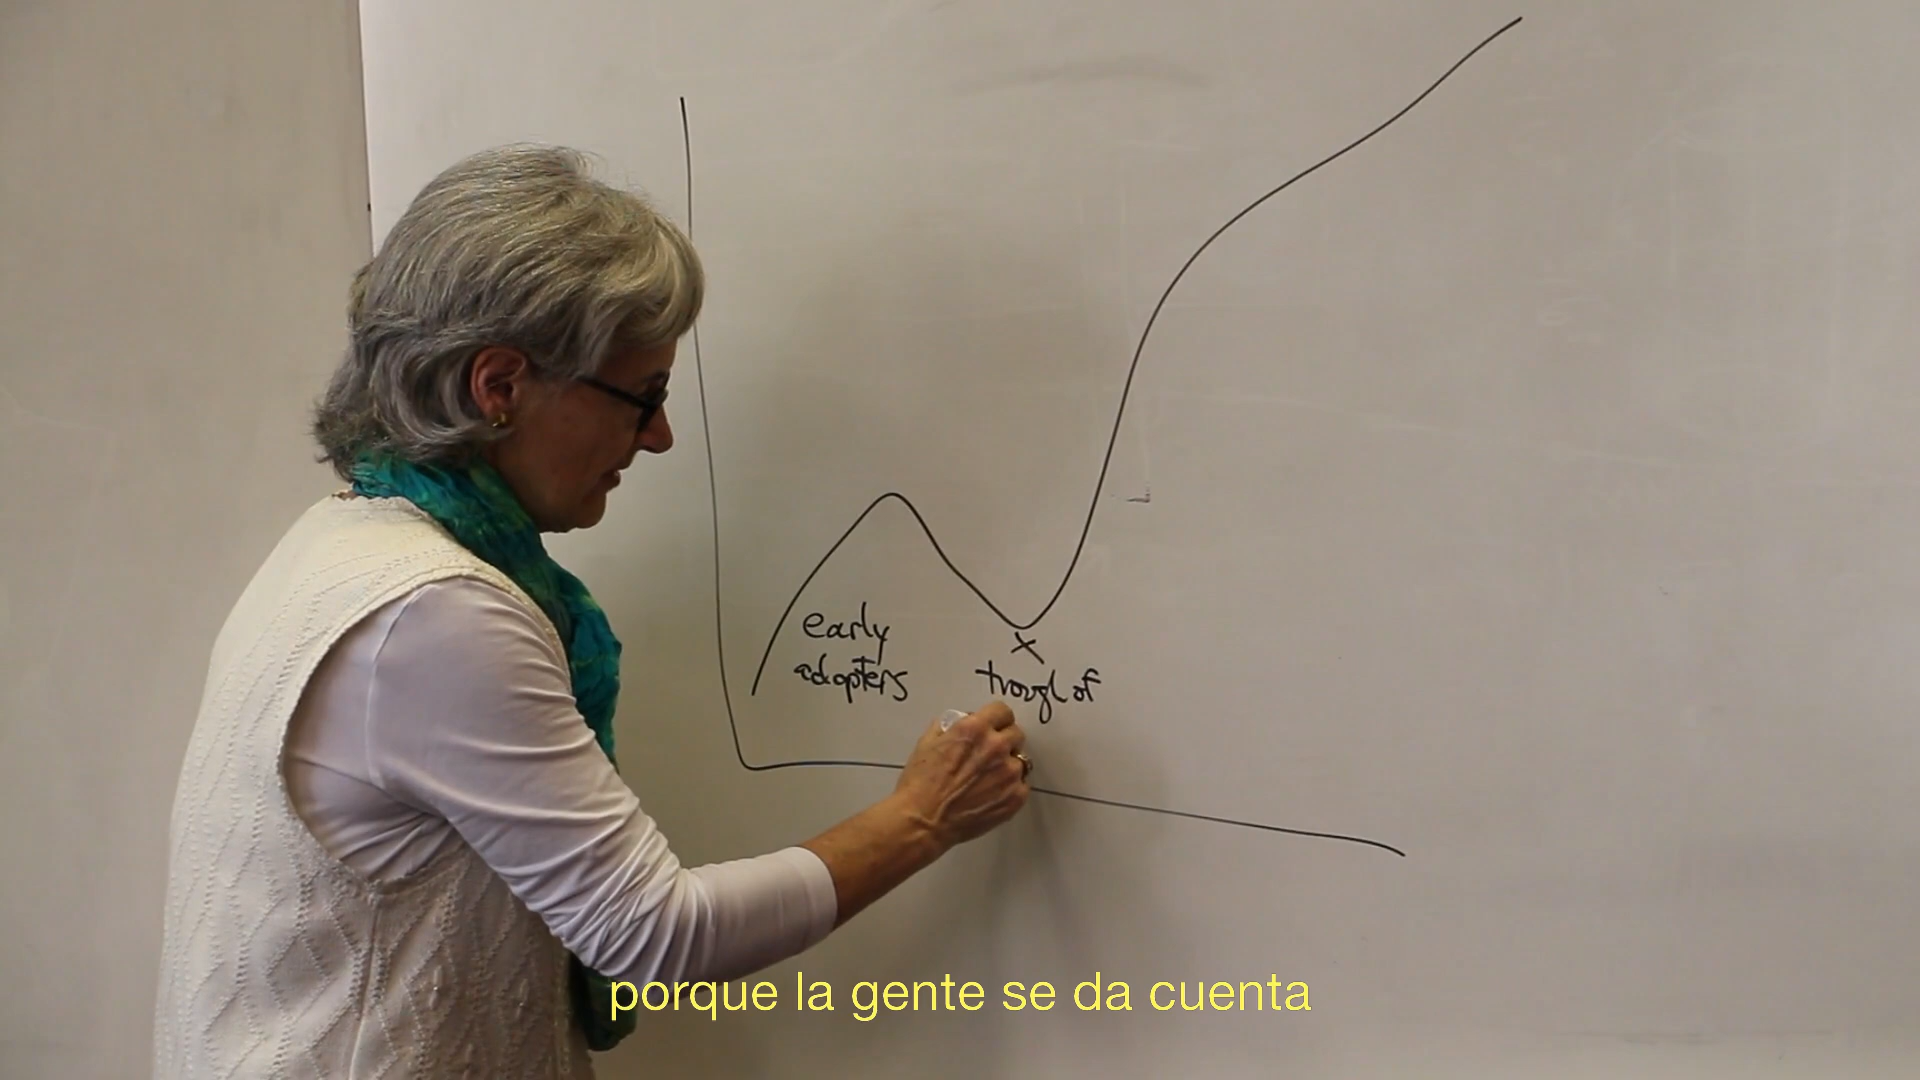 early
adopters
x
trough of
porque la gente se da cuenta